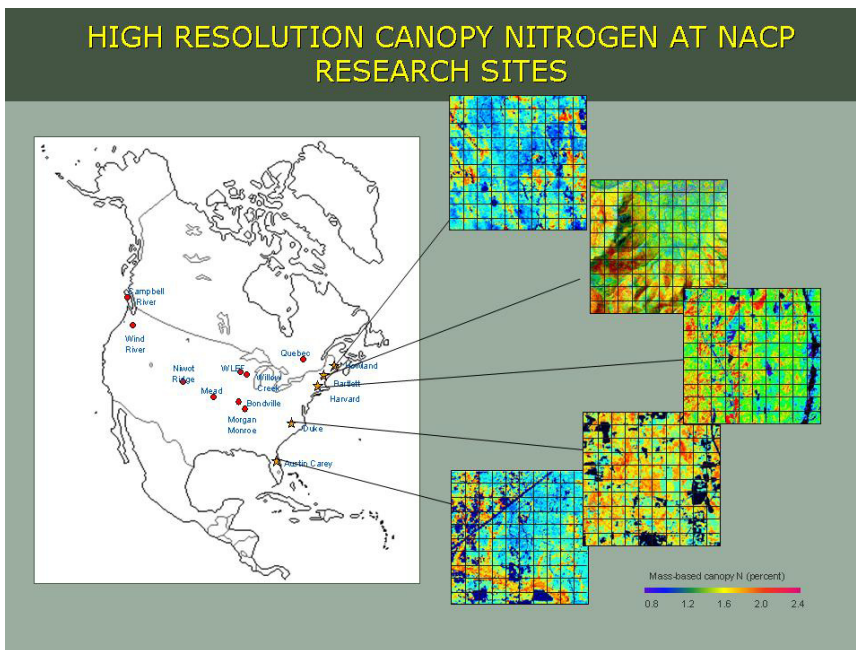 HIGH RESOLUTION CANOPY NITROGEN AT NACP
RESEARCH SITES
Campbell
River
Wind
River
Niwot
Ridge
Mead
WLEF
Willow
Creek
Bondville
Morgan
Monroe
Quebec
Howland
Bartlett
Harvard
Duke
Austin Carey
Mass-based canopy N (percent)
0.8 1.2 1.6 2.0 2.4